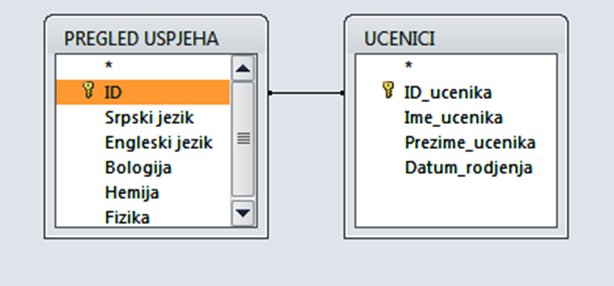 PREGLED USPJEHA
*
ID
Srpski jezik
Engleski jezik
Bologija
Hemija
Fizika
UCENICI
*
ID_ucenika
Ime_ucenika
Prezime_ucenika
Datum_rodjenja